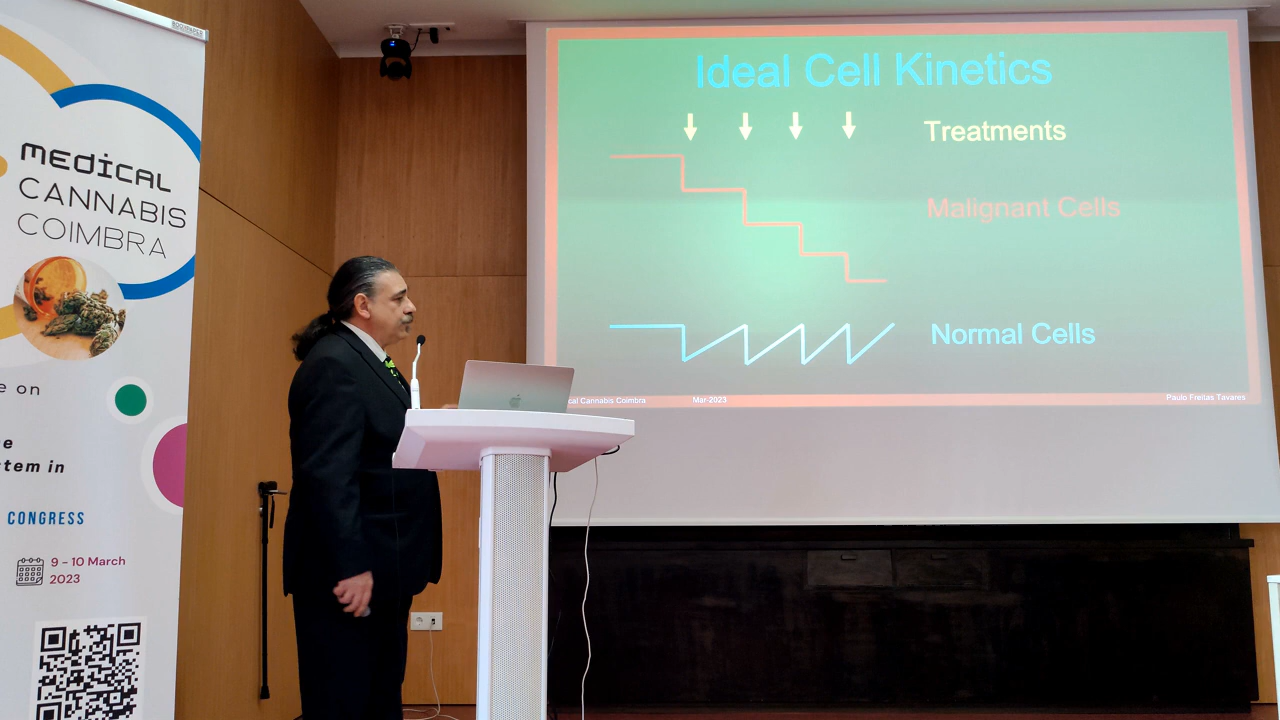 MEDICAL
CANNABIS
COIMBRA
e on
e
tem in
CONGRESS
9 - 10 March
2023
Ideal Cell Kinetics
Treatments
Malignant Cells
Normal Cells
cal Cannabis Coimbra
Mar-2023
Paulo Freitas Tavares